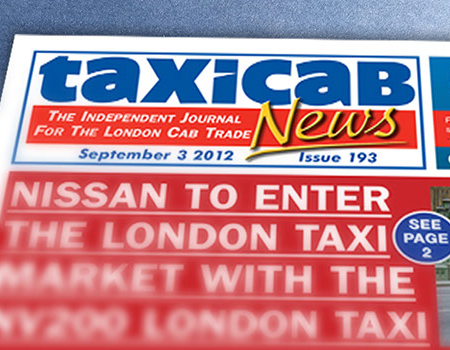 taxicab
News
The Independent Journal
For The London Cab Trade
September 3 2012
Issue 193
NISSAN TO ENTER
THE LONDON TAXI
MARKET WITH THE
NV200 LONDON TAXI
SEE
PAGE
2